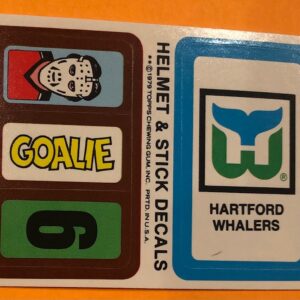 GOALIE
9
HELMET & STICK DECALS
** © 1979 TOPPS CHEWING GUM, INC. PRTD. IN U.S.A.
®
HARTFORD
WHALERS